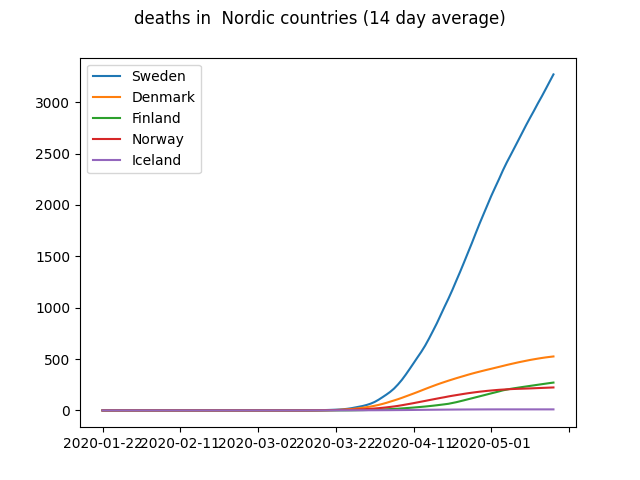 deaths in  Nordic countries (14 day average)
Sweden
Denmark
Finland
Norway
Iceland
3000
2500
2000
1500
1000
500
0
2020-01-22 2020-02-11 2020-03-02 2020-03-22 2020-04-11 2020-05-01